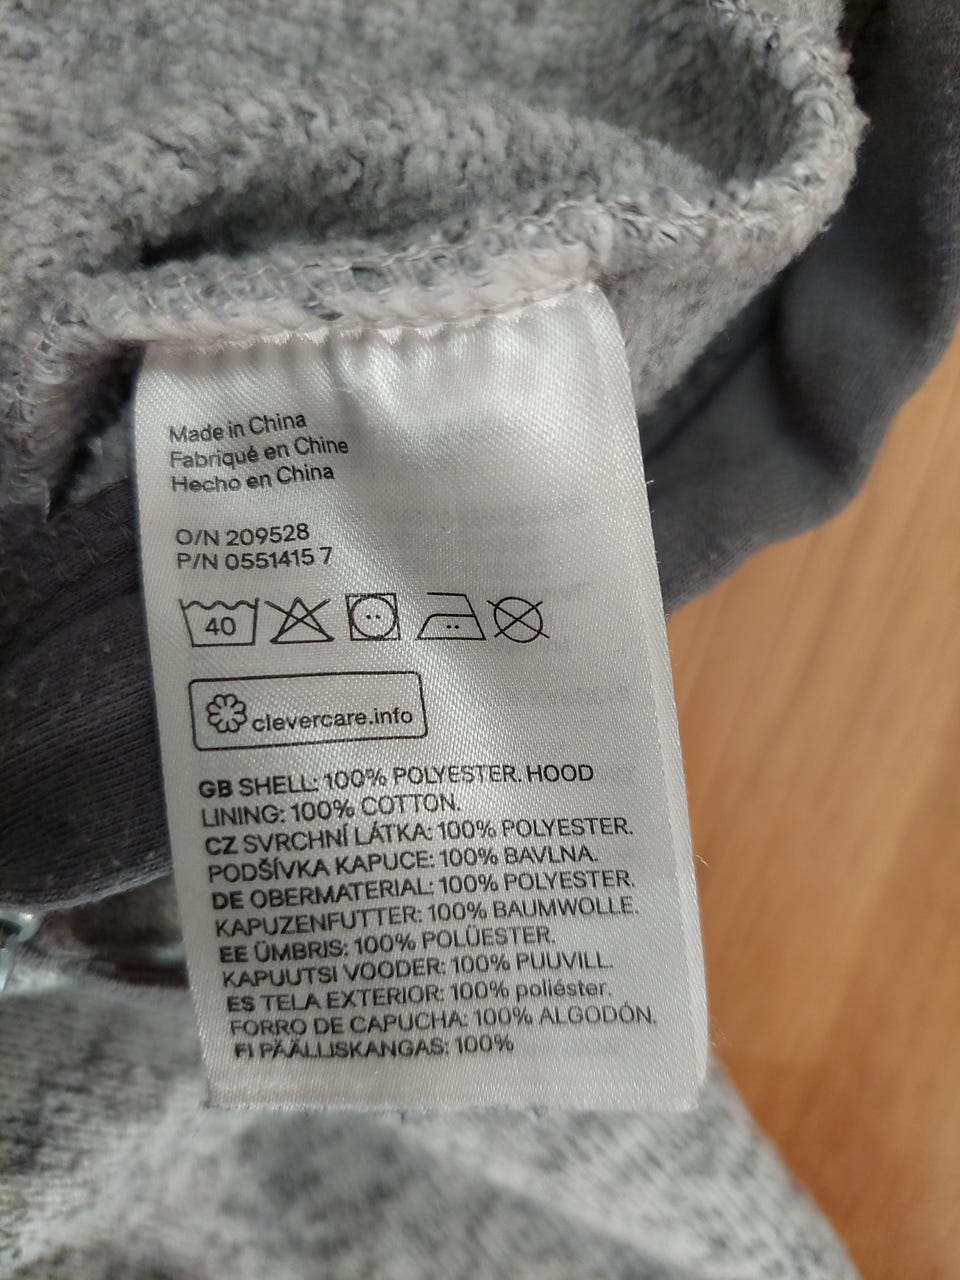 Made in China
Fabriqué en Chine
Hecho en China
O/N 209528
P/N 0551415 7
40
clevercare.info
GB SHELL: 100% POLYESTER. HOOD
LINING: 100% COTTON.
CZ SVRCHNÍ LÁTKA: 100% POLYESTER.
PODŠÍVKA KAPUCE: 100% BAVLNA.
DE OBERMATERIAL: 100% POLYESTER.
KAPUZENFUTTER: 100% BAUMWOLLE.
EE ÜMBRIS: 100% POLÜESTER.
KAPUUTSI VOODER: 100% PUUVILL.
ES TELA EXTERIOR: 100% poliéster.
FORRO DE CAPUCHA: 100% ALGODÓN.
FI PÄÄLLISKANGAS: 100%